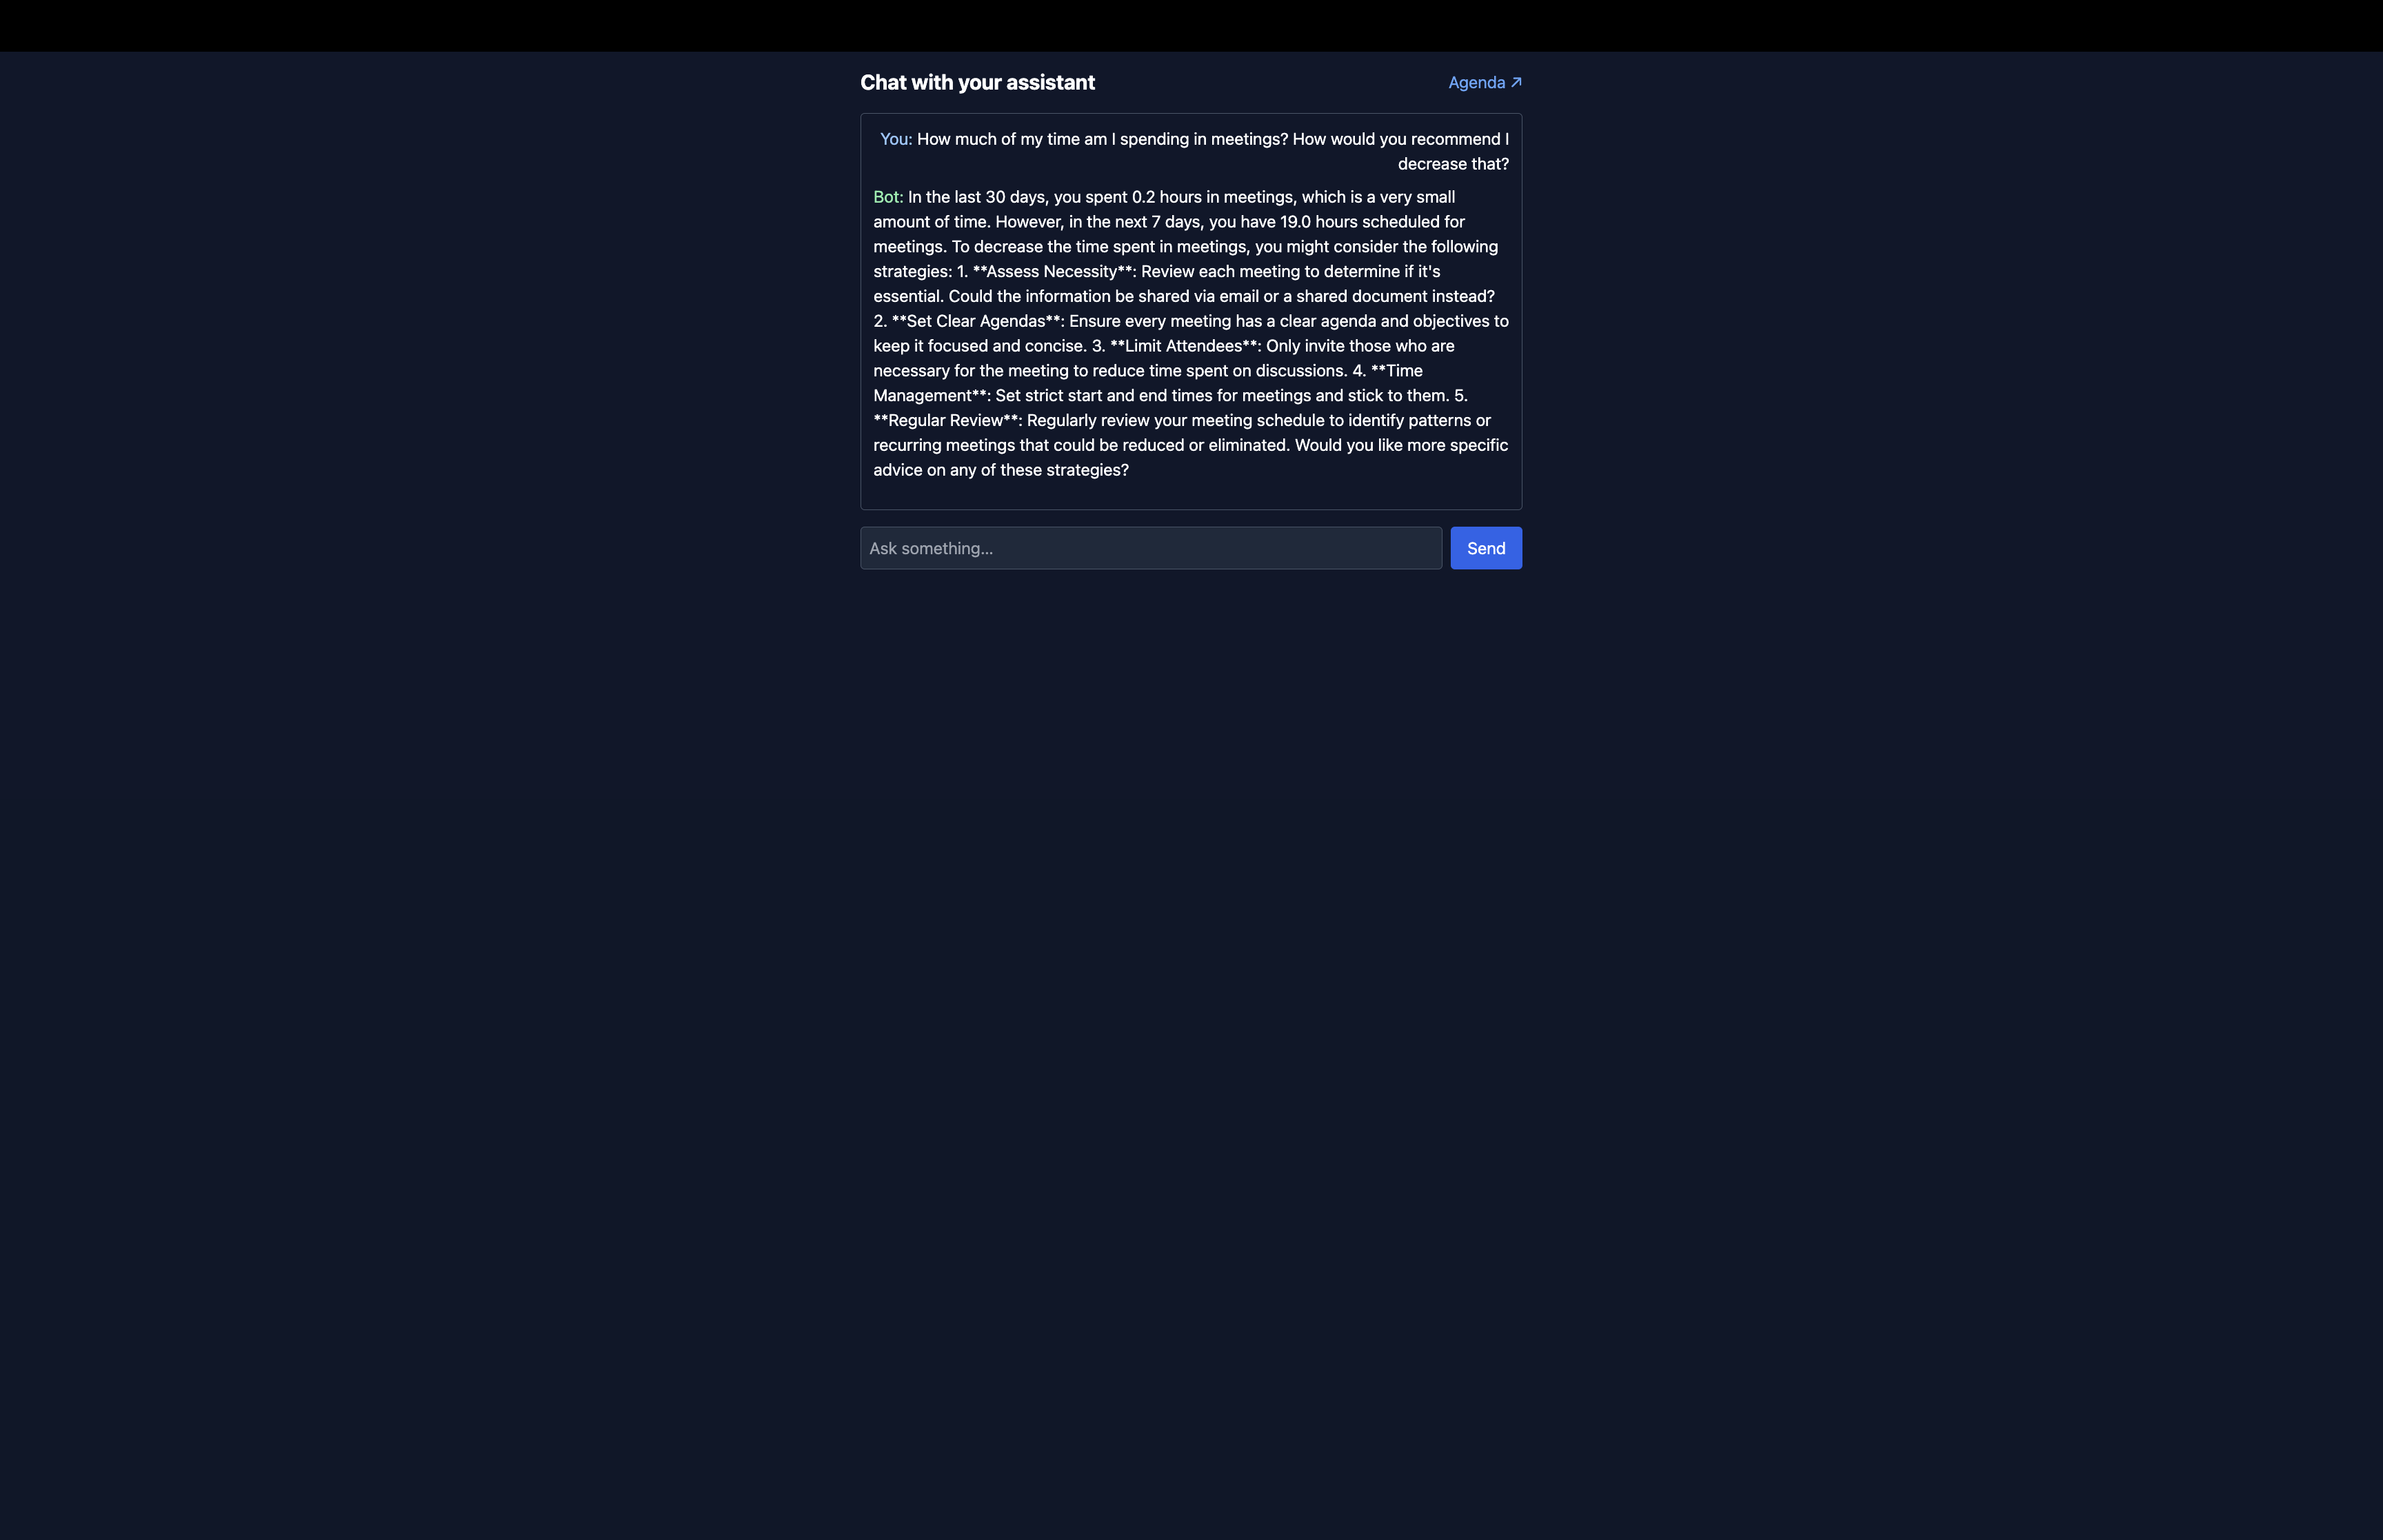 Chat with your assistant
Agenda ↗
You: How much of my time am I spending in meetings? How would you recommend I
decrease that?
Bot: In the last 30 days, you spent 0.2 hours in meetings, which is a very small
amount of time. However, in the next 7 days, you have 19.0 hours scheduled for
meetings. To decrease the time spent in meetings, you might consider the following
strategies: 1. **Assess Necessity**: Review each meeting to determine if it's
essential. Could the information be shared via email or a shared document instead?
2. **Set Clear Agendas**: Ensure every meeting has a clear agenda and objectives to
keep it focused and concise. 3. **Limit Attendees**: Only invite those who are
necessary for the meeting to reduce time spent on discussions. 4. **Time
Management**: Set strict start and end times for meetings and stick to them. 5.
**Regular Review**: Regularly review your meeting schedule to identify patterns or
recurring meetings that could be reduced or eliminated. Would you like more specific
advice on any of these strategies?
Ask something...
Send